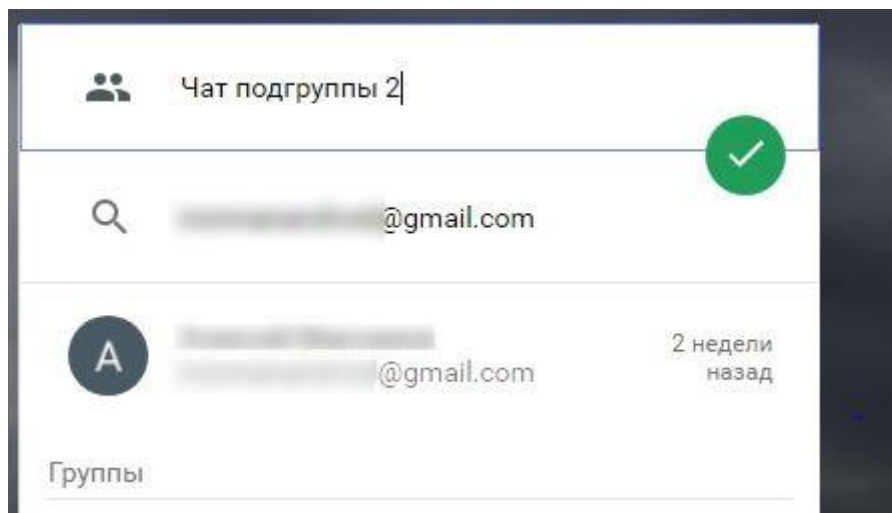 Чат подгруппы 2
@gmail.com
А
@gmail.com
2 недели
назад
Группы